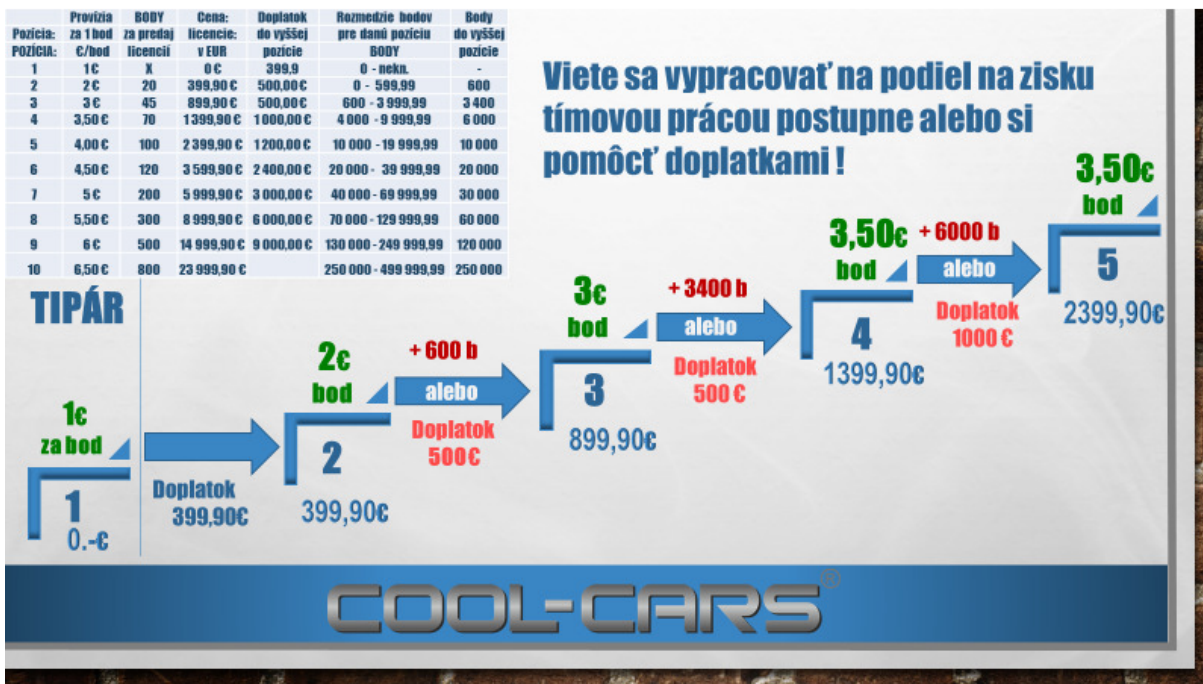 Pozícia: Provízia za 1 bod BODY za predaj Cena: licencie: Doplatok do vyššej Rozmedzie bodov pre danú pozíciu Body do vyššej
POZÍCIA: €/bod licencií v EUR pozície BODY pozície
1 1 € X 0 € 399,9 0 - nekn. -
2 2 € 20 399,90 € 500,00 € 0 - 599,99 600
3 3 € 45 899,90 € 500,00 € 600 - 3 999,99 3 400
4 3,50 € 70 1 399,90 € 1 000,00 € 4 000 - 9 999,99 6 000
5 4,00 € 100 2 399,90 € 1 200,00 € 10 000 - 19 999,99 10 000
6 4,50 € 120 3 599,90 € 2 400,00 € 20 000 - 39 999,99 20 000
7 5 € 200 5 999,90 € 3 000,00 € 40 000 - 69 999,99 30 000
8 5,50 € 300 8 999,90 € 6 000,00 € 70 000 - 129 999,99 60 000
9 6 € 500 14 999,90 € 9 000,00 € 130 000 - 249 999,99 120 000
10 6,50 € 800 23 999,90 € 250 000 - 499 999,99 250 000
Viete sa vypracovať na podiel na zisku
tímovou prácou postupne alebo si
pomôcť doplatkami !
TIPÁR
1€
za bod
1
0.-€
Doplatok
399,90€
2€
bod
2
399,90€
+ 600 b
alebo
Doplatok
500€
3€
bod
3
899,90€
+ 3400 b
alebo
Doplatok
500 €
3,50€
bod
4
1399,90€
+ 6000 b
alebo
Doplatok
1000 €
3,50€
bod
5
2399,90€
COOL-CARS®